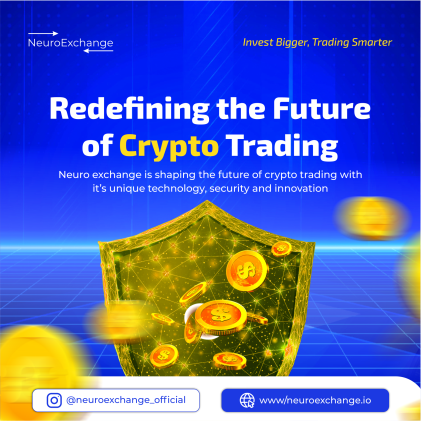 NeuroExchange
Invest Bigger, Trading Smarter
Redefining the Future
of Crypto Trading
Neuro exchange is shaping the future of crypto trading with
it's unique technology, security and innovation
@neuroexchange_official
www/neuroexchange.io